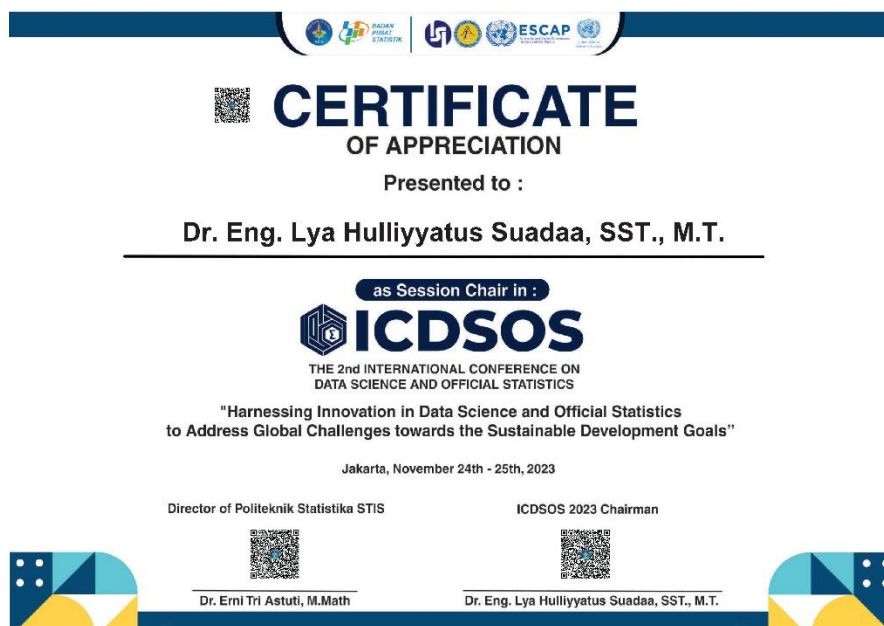 BADAN
PUSAT
STATISTIK
ESCAP
CERTIFICATE
OF APPRECIATION
Presented to :
Dr. Eng. Lya Hulliyyatus Suadaa, SST., M.T.
as Session Chair in :
ICDSOS
THE 2nd INTERNATIONAL CONFERENCE ON
DATA SCIENCE AND OFFICIAL STATISTICS
"Harnessing Innovation in Data Science and Official Statistics
to Address Global Challenges towards the Sustainable Development Goals”
Jakarta, November 24th - 25th, 2023
Director of Politeknik Statistika STIS
ICDSOS 2023 Chairman
Dr. Erni Tri Astuti, M.Math
Dr. Eng. Lya Hulliyyatus Suadaa, SST., M.T.